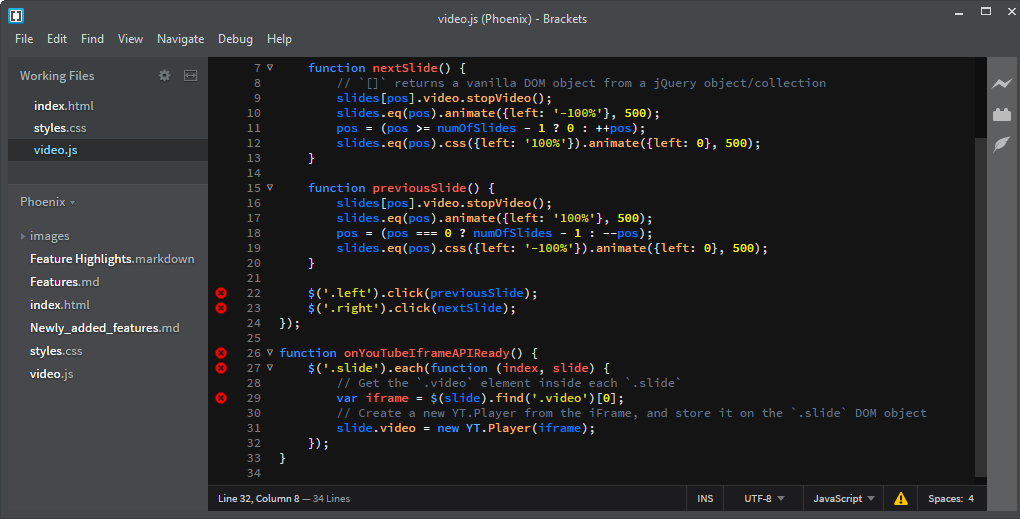 video.js (Phoenix) - Brackets
File Edit Find View Navigate Debug Help
Working Files
index.html
styles.css
video.js
Phoenix
images
Feature Highlights.markdown
Features.md
index.html
Newly_added_features.md
styles.css
video.js
7 function nextSlide() {
8 // `[]` returns a vanilla DOM object from a jQuery object/collection
9 slides[pos].video.stopVideo();
10 slides.eq(pos).animate({left: '-100%'}, 500);
11 pos = (pos >= numOfSlides - 1 ? 0 : ++pos);
12 slides.eq(pos).css({left: '100%'}).animate({left: 0}, 500);
13 }
14
15 function previousSlide() {
16 slides[pos].video.stopVideo();
17 slides.eq(pos).animate({left: '100%'}, 500);
18 pos = (pos === 0 ? numOfSlides - 1 : --pos);
19 slides.eq(pos).css({left: '-100%'}).animate({left: 0}, 500);
20 }
21
22 $('.left').click(previousSlide);
23 $('.right').click(nextSlide);
24 });
25
26 function onYouTubeIframeAPIReady() {
27 $('.slide').each(function (index, slide) {
28 // Get the `.video` element inside each `.slide`
29 var iframe = $(slide).find('.video')[0];
30 // Create a new YT.Player from the iFrame, and store it on the `.slide` DOM object
31 slide.video = new YT.Player(iframe);
32 });
33 }
34
Line 32, Column 8 — 34 Lines INS UTF-8 JavaScript Spaces: 4